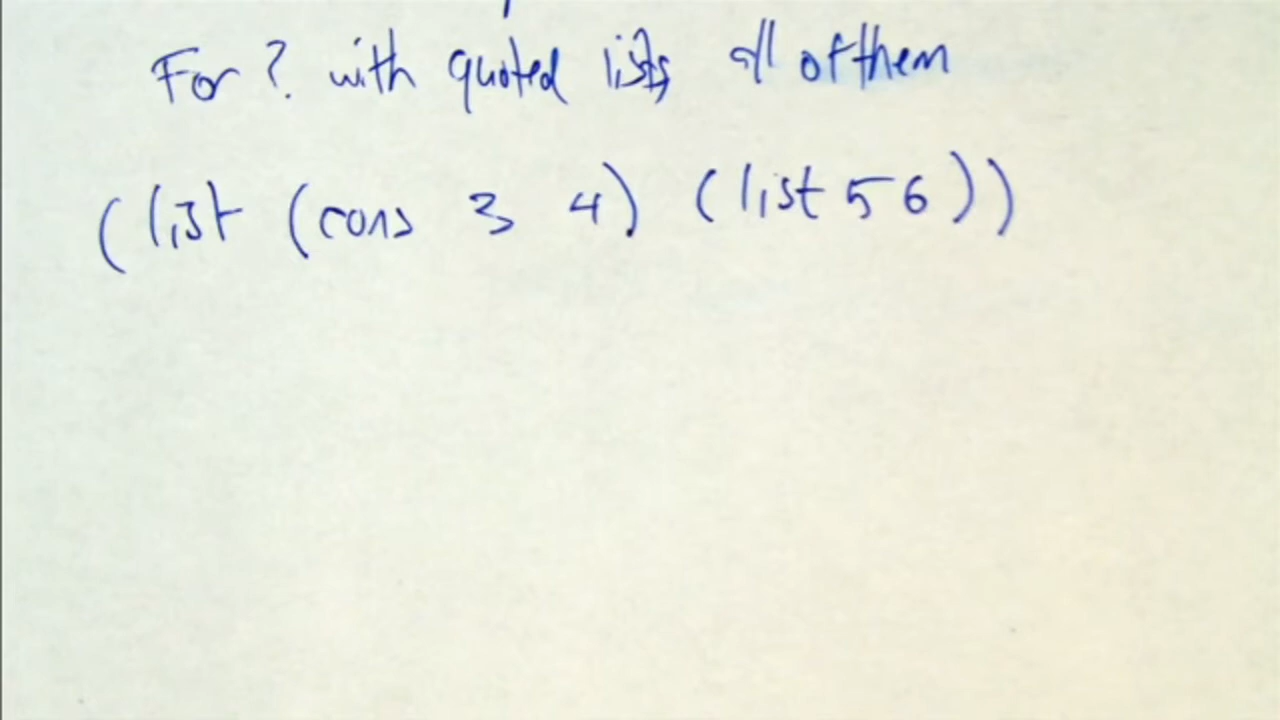 For ? with quoted lists all of them
(list (cons 3 4) (list 5 6))